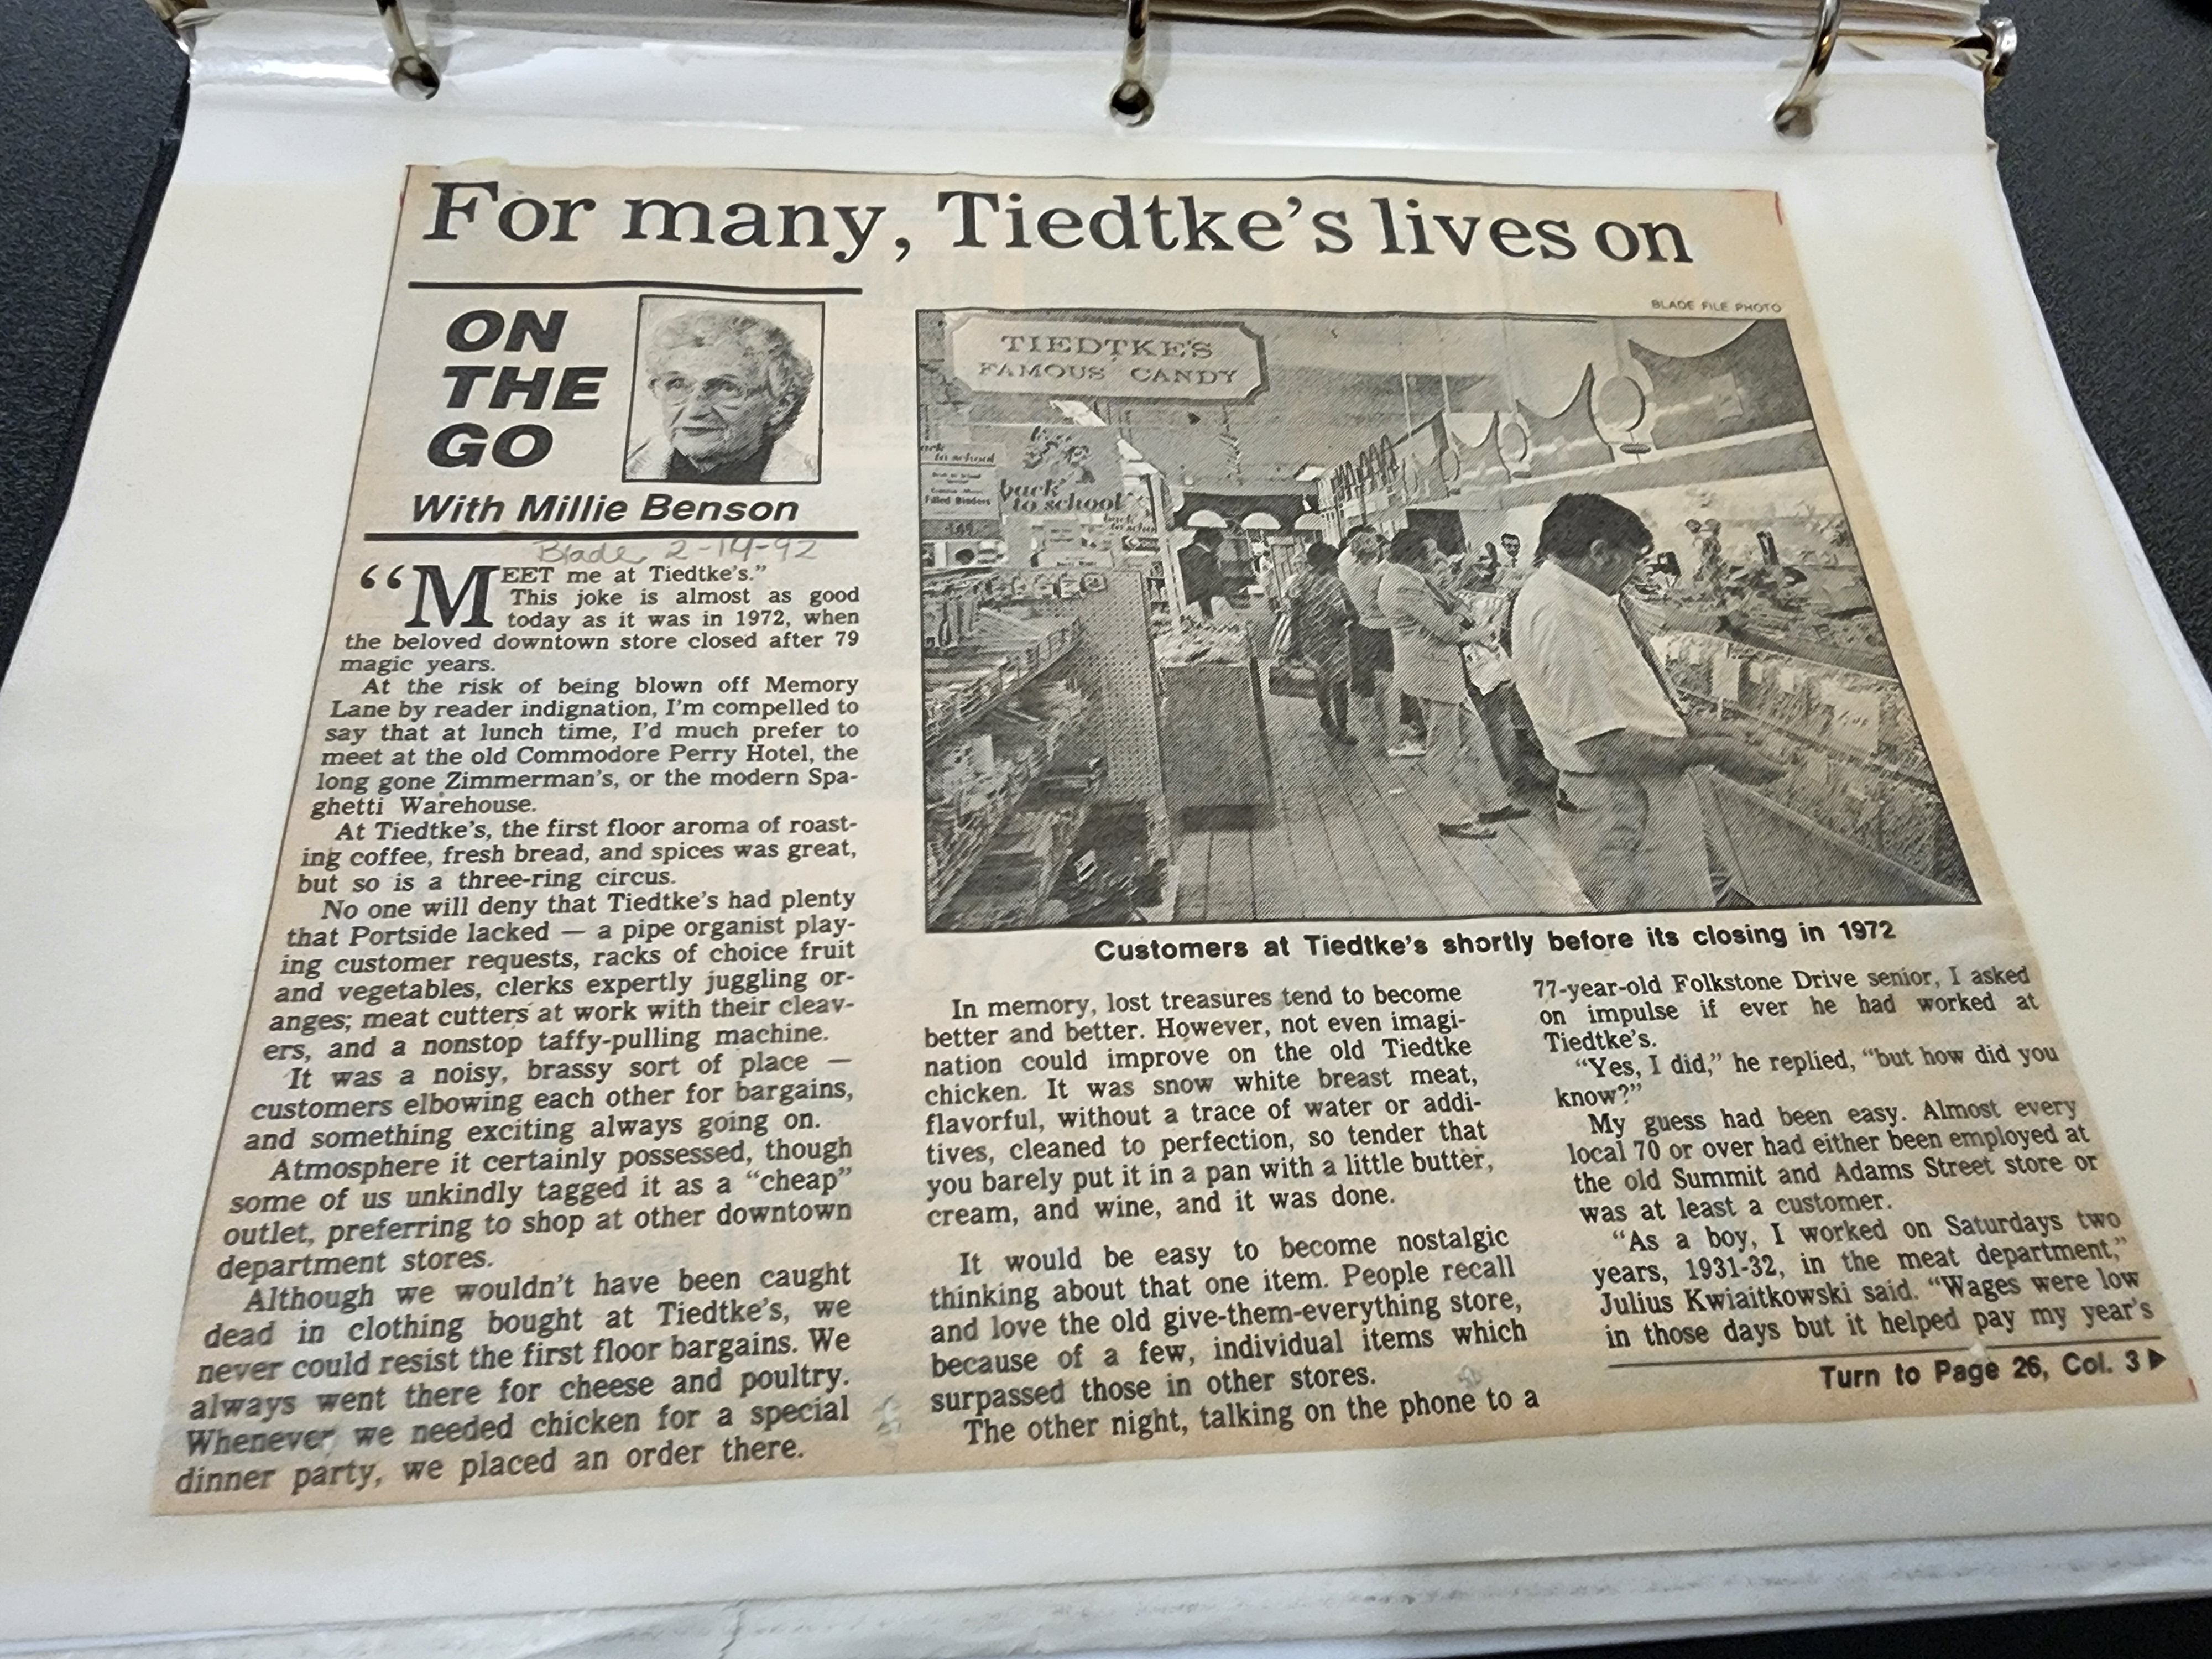 For many, Tiedtke's lives on
ON
THE
GO
With Millie Benson
Blade 2-14-92
BLADE FILE PHOTO
TIEDTKE'S
FAMOUS CANDY
to school
back
to school
Filled Binders
Customers at Tiedtke's shortly before its closing in 1972
“MEET me at Tiedtke's.”
This joke is almost as good
today as it was in 1972, when
the beloved downtown store closed after 79
magic years.
At the risk of being blown off Memory
Lane by reader indignation, I'm compelled to
say that at lunch time, I'd much prefer to
meet at the old Commodore Perry Hotel, the
long gone Zimmerman's, or the modern Spa-
ghetti Warehouse.
At Tiedtke's, the first floor aroma of roast-
ing coffee, fresh bread, and spices was great,
but so is a three-ring circus.
No one will deny that Tiedtke's had plenty
that Portside lacked — a pipe organist play-
ing customer requests, racks of choice fruit
and vegetables, clerks expertly juggling or-
anges; meat cutters at work with their cleav-
ers, and a nonstop taffy-pulling machine.
It was a noisy, brassy sort of place —
customers elbowing each other for bargains,
and something exciting always going on.
Atmosphere it certainly possessed, though
some of us unkindly tagged it as a “cheap”
outlet, preferring to shop at other downtown
department stores.
Although we wouldn't have been caught
dead in clothing bought at Tiedtke's, we
never could resist the first floor bargains. We
always went there for cheese and poultry.
Whenever we needed chicken for a special
dinner party, we placed an order there.
In memory, lost treasures tend to become
better and better. However, not even imagi-
nation could improve on the old Tiedtke
chicken. It was snow white breast meat,
flavorful, without a trace of water or addi-
tives, cleaned to perfection, so tender that
you barely put it in a pan with a little butter,
cream, and wine, and it was done.
It would be easy to become nostalgic
thinking about that one item. People recall
and love the old give-them-everything store,
because of a few, individual items which
surpassed those in other stores.
The other night, talking on the phone to a
77-year-old Folkstone Drive senior, I asked
on impulse if ever he had worked at
Tiedtke's.
“Yes, I did,” he replied, “but how did you
know?”
My guess had been easy. Almost every
local 70 or over had either been employed at
the old Summit and Adams Street store or
was at least a customer.
“As a boy, I worked on Saturdays two
years, 1931-32, in the meat department,”
Julius Kwiaitkowski said. “Wages were low
in those days but it helped pay my year's
Turn to Page 26, Col. 3